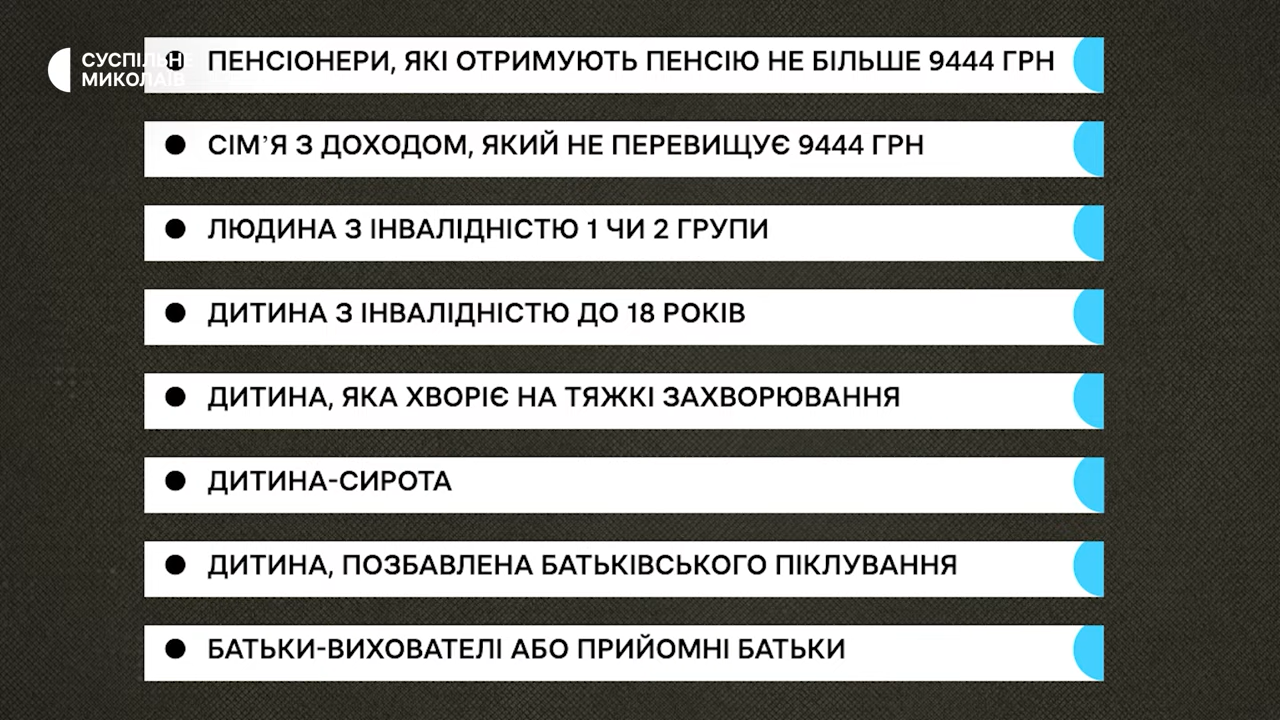 СУСПІЛЬНЕ
МИКОЛАЇВ
ПЕНСІОНЕРИ, ЯКІ ОТРИМУЮТЬ ПЕНСІЮ НЕ БІЛЬШЕ 9444 ГРН
СІМ’Я З ДОХОДОМ, ЯКИЙ НЕ ПЕРЕВИЩУЄ 9444 ГРН
ЛЮДИНА З ІНВАЛІДНІСТЮ 1 ЧИ 2 ГРУПИ
ДИТИНА З ІНВАЛІДНІСТЮ ДО 18 РОКІВ
ДИТИНА, ЯКА ХВОРІЄ НА ТЯЖКІ ЗАХВОРЮВАННЯ
ДИТИНА-СИРОТА
ДИТИНА, ПОЗБАВЛЕНА БАТЬКІВСЬКОГО ПІКЛУВАННЯ
БАТЬКИ-ВИХОВАТЕЛІ АБО ПРИЙОМНІ БАТЬКИ